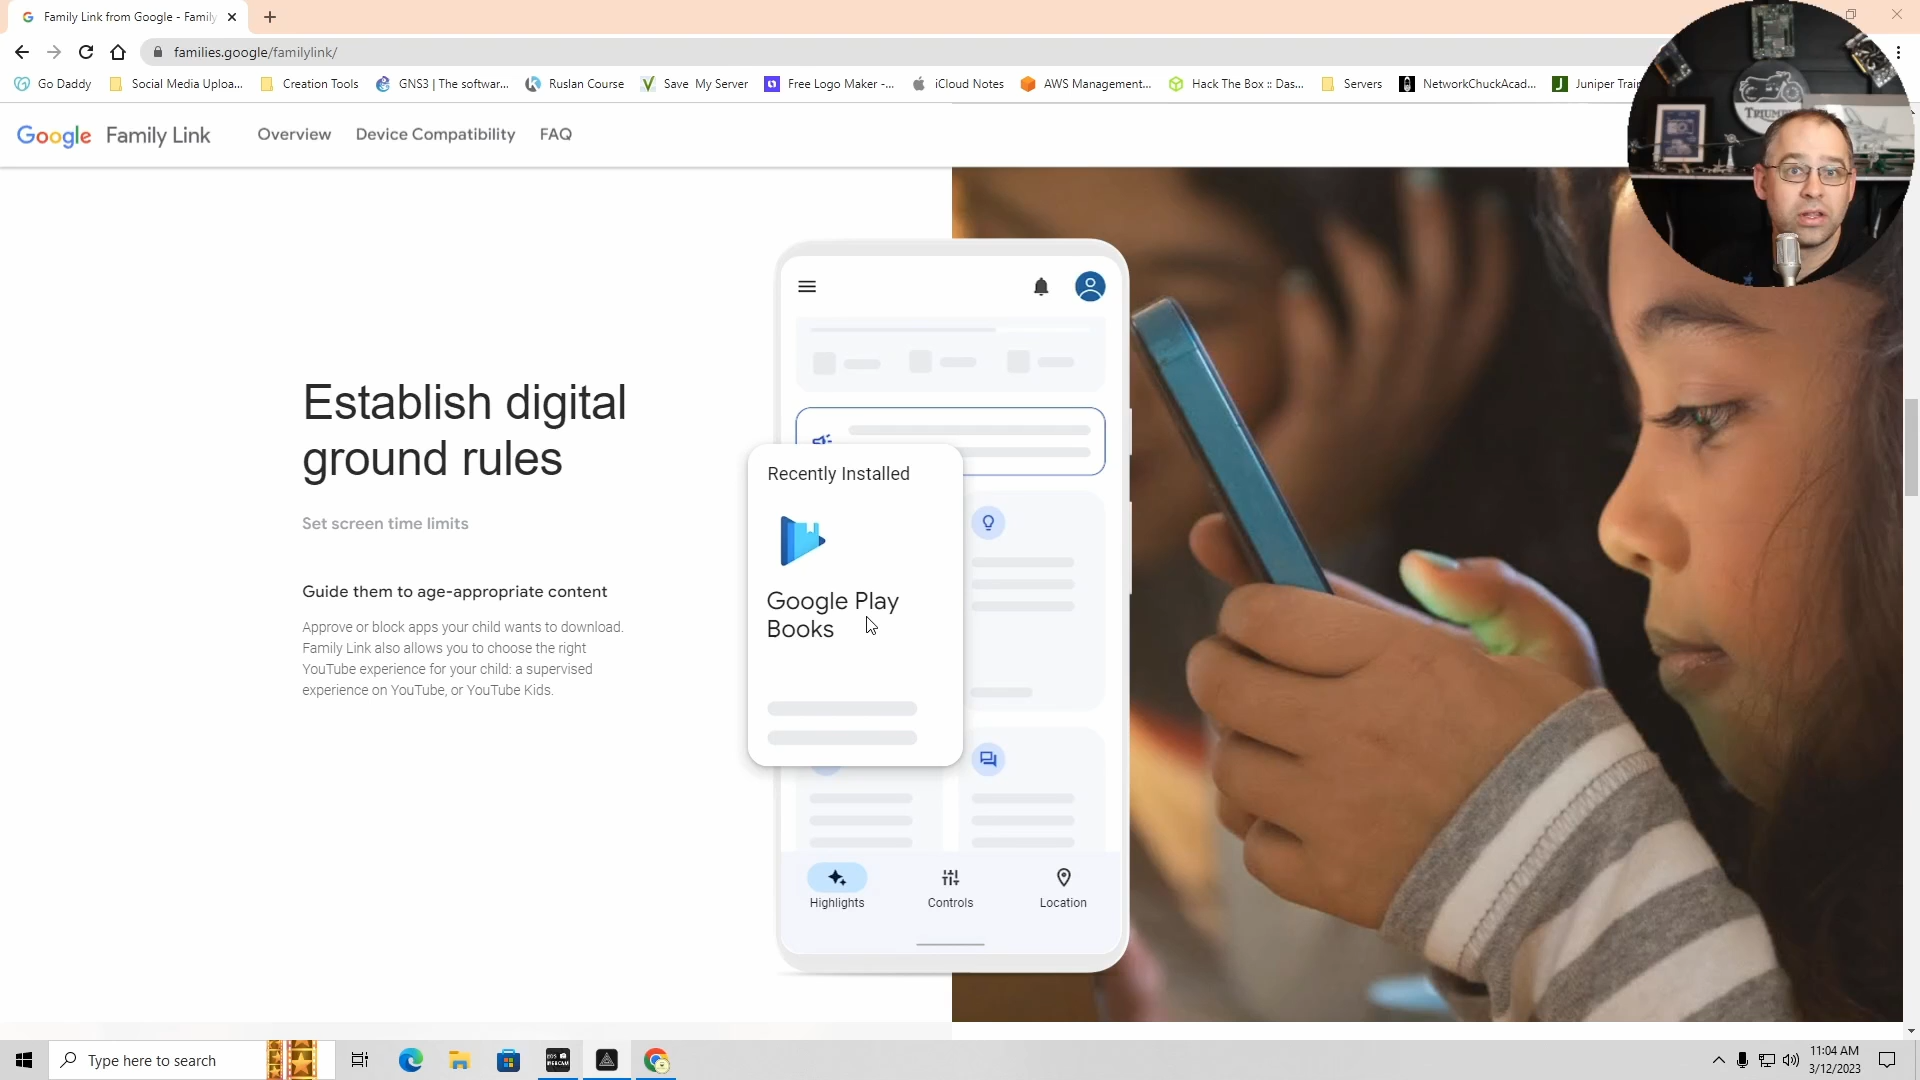 Family Link from Google - Family
families.google/familylink/
Go Daddy
Social Media Uploa...
Creation Tools
GNS3 | The softwar...
Ruslan Course
Save My Server
Free Logo Maker -...
iCloud Notes
AWS Management...
Hack The Box :: Das...
Servers
NetworkChuckAcad...
Juniper Trai
Google Family Link
Overview
Device Compatibility
FAQ
Establish digital
ground rules
Set screen time limits
Guide them to age-appropriate content
Approve or block apps your child wants to download.
Family Link also allows you to choose the right
YouTube experience for your child: a supervised
experience on YouTube, or YouTube Kids.
Recently Installed
Google Play
Books
Highlights
Controls
Location
Type here to search
11:04 AM
3/12/2023